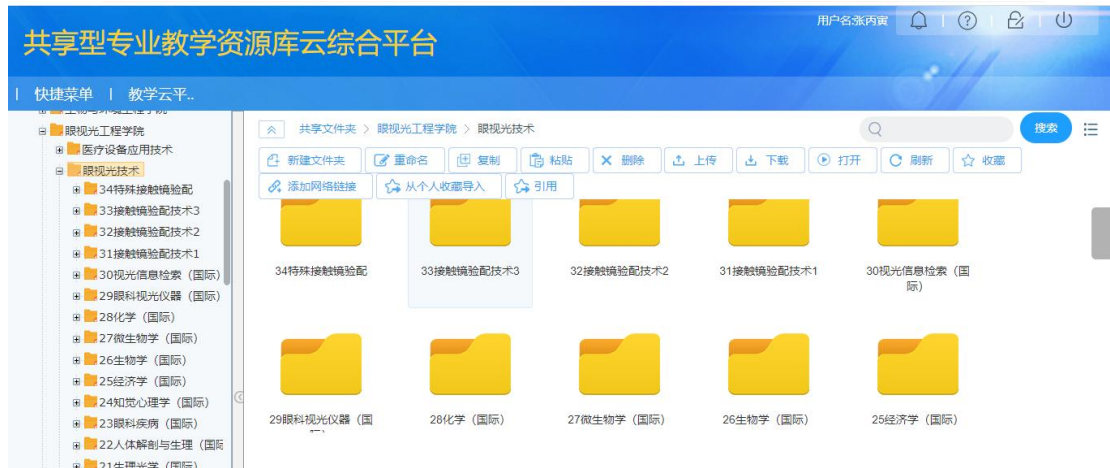 用户名:张丙寅
共享型专业教学资源库云综合平台
快捷菜单 | 教学云平..
眼视光工程学院
医疗设备应用技术
眼视光技术
34特殊接触镜验配
33接触镜验配技术3
32接触镜验配技术2
31接触镜验配技术1
30视光信息检索（国际）
29眼科视光仪器（国际）
28化学（国际）
27微生物学（国际）
26生物学（国际）
25经济学（国际）
24知觉心理学（国际）
23眼科疾病（国际）
22人体解剖与生理（国际
21生理光学（国际）
共享文件夹 > 眼视光工程学院 > 眼视光技术
搜索
新建文件夹 重命名 复制 粘贴 删除 上传 下载 打开 刷新 收藏
添加网络链接 从个人收藏导入 引用
34特殊接触镜验配 33接触镜验配技术3 32接触镜验配技术2 31接触镜验配技术1 30视光信息检索（国
际）
29眼科视光仪器（国 28化学（国际） 27微生物学（国际） 26生物学（国际） 25经济学（国际）